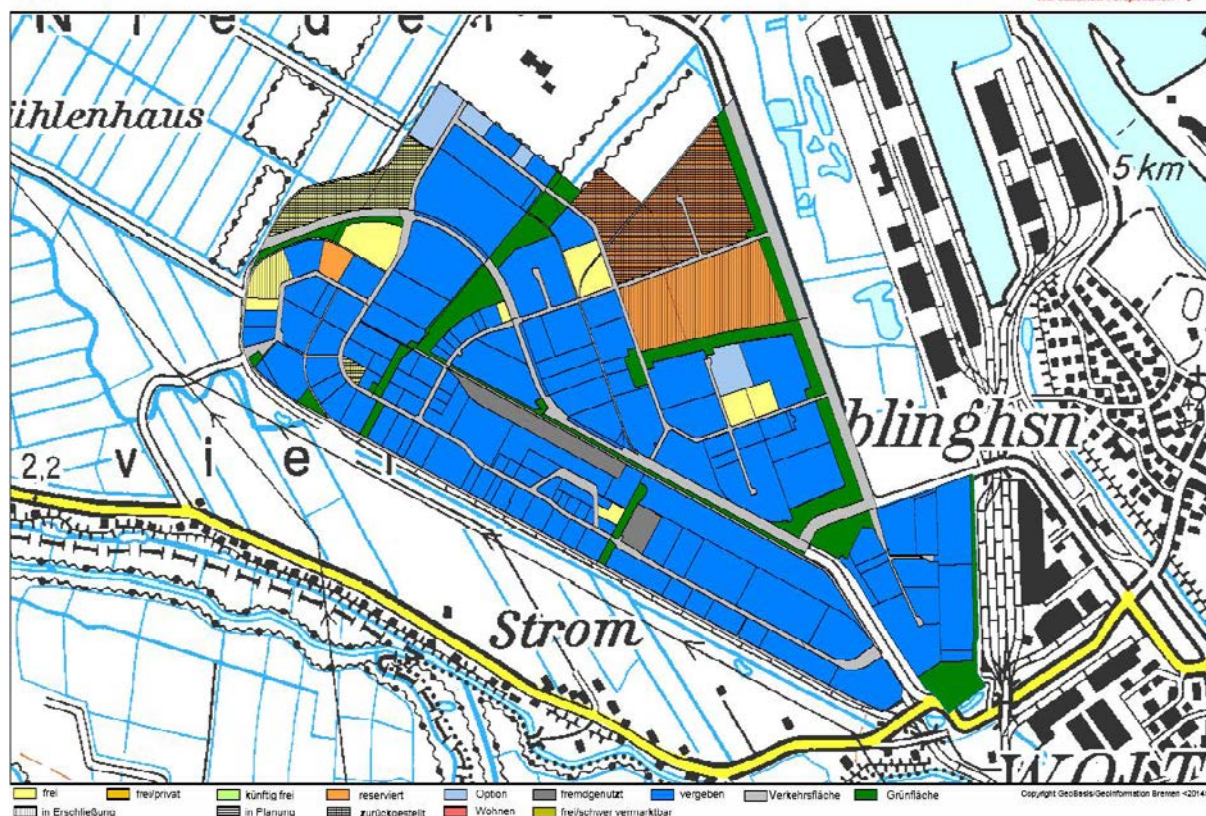 N i e d e r
ühlenhaus
5 km
blinghsn
2,2 v i e l
Strom
WOLT
frei frei/privat künftig frei reserviert Option fremdgenutzt vergeben Verkehrsfläche Grünfläche Copyright GeoBasis/Geoinformation Bremen <2014>
in Erschließung in Planung zurückgestellt Wohnen frei/schwer vermarktbar